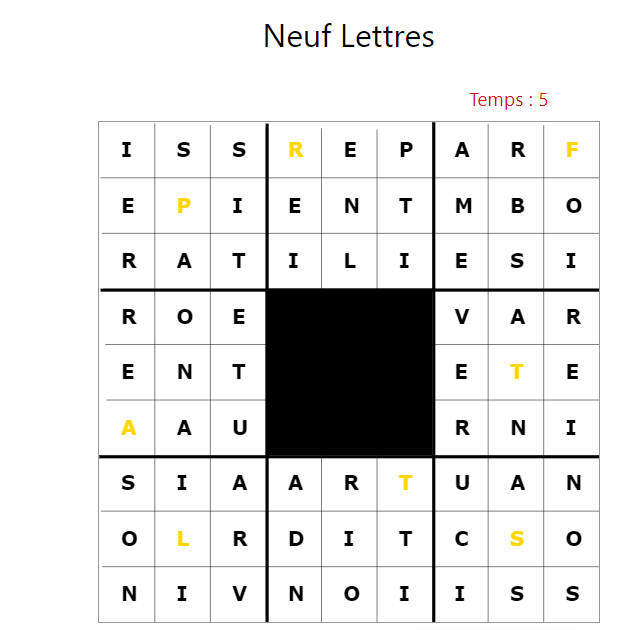 Neuf Lettres
Temps : 5
I S S R E P A R F
E P I E N T M B O
R A T I L I E S I
R O E V A R
E N T E T E
A A U R N I
S I A A R T U A N
O L R D I T C S O
N I V N O I I S S